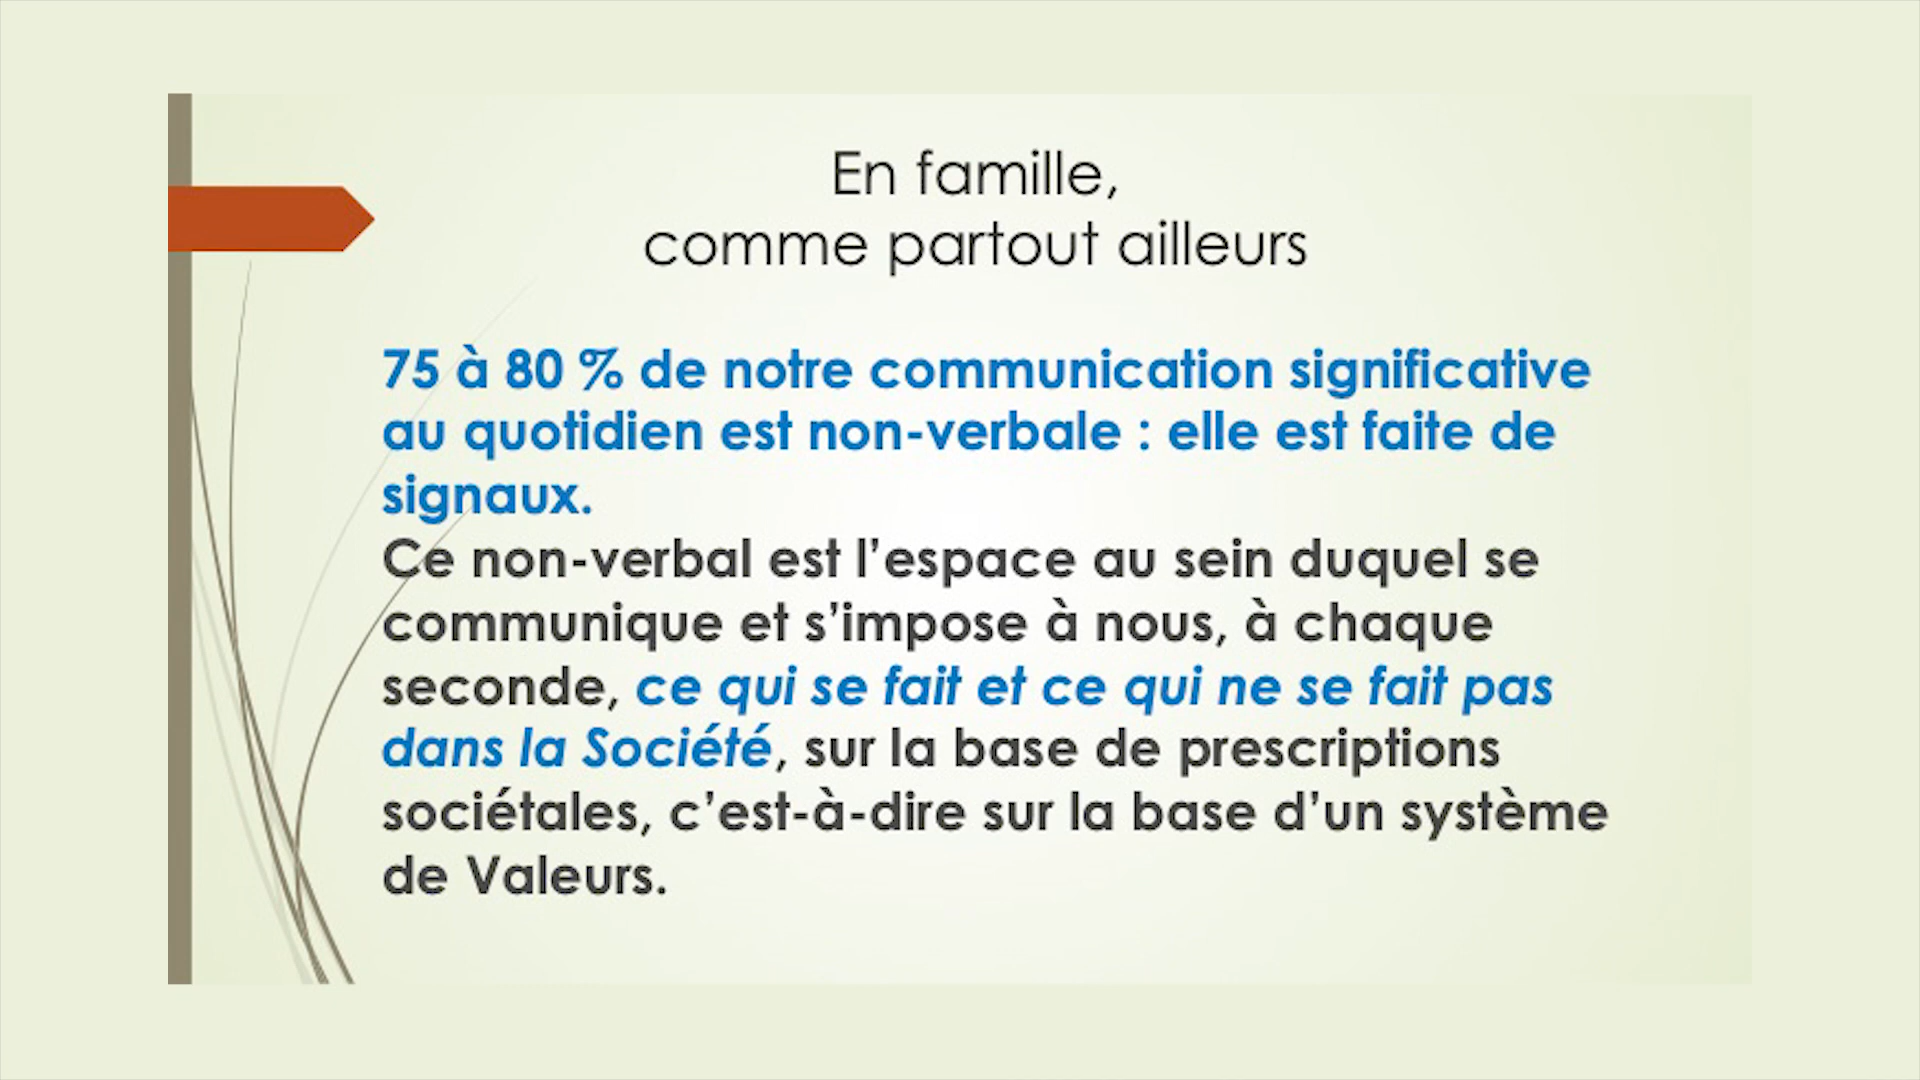 En famille,
comme partout ailleurs
75 à 80 % de notre communication significative
au quotidien est non-verbale : elle est faite de
signaux.
Ce non-verbal est l’espace au sein duquel se
communique et s’impose à nous, à chaque
seconde, ce qui se fait et ce qui ne se fait pas
dans la Société, sur la base de prescriptions
sociétales, c’est-à-dire sur la base d’un système
de Valeurs.